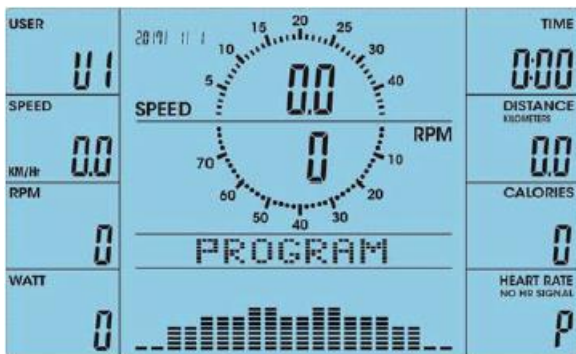 USER
U1
SPEED
KM/Hr 0.0
RPM
0
WATT
0
5 10 15 20 25 30 40
SPEED 0.0
RPM 0
70 60 50 40 30 20 10
PROGRAM
TIME
0:00
DISTANCE
KILOMETERS
0.0
CALORIES
0
HEART RATE
NO HR SIGNAL
P